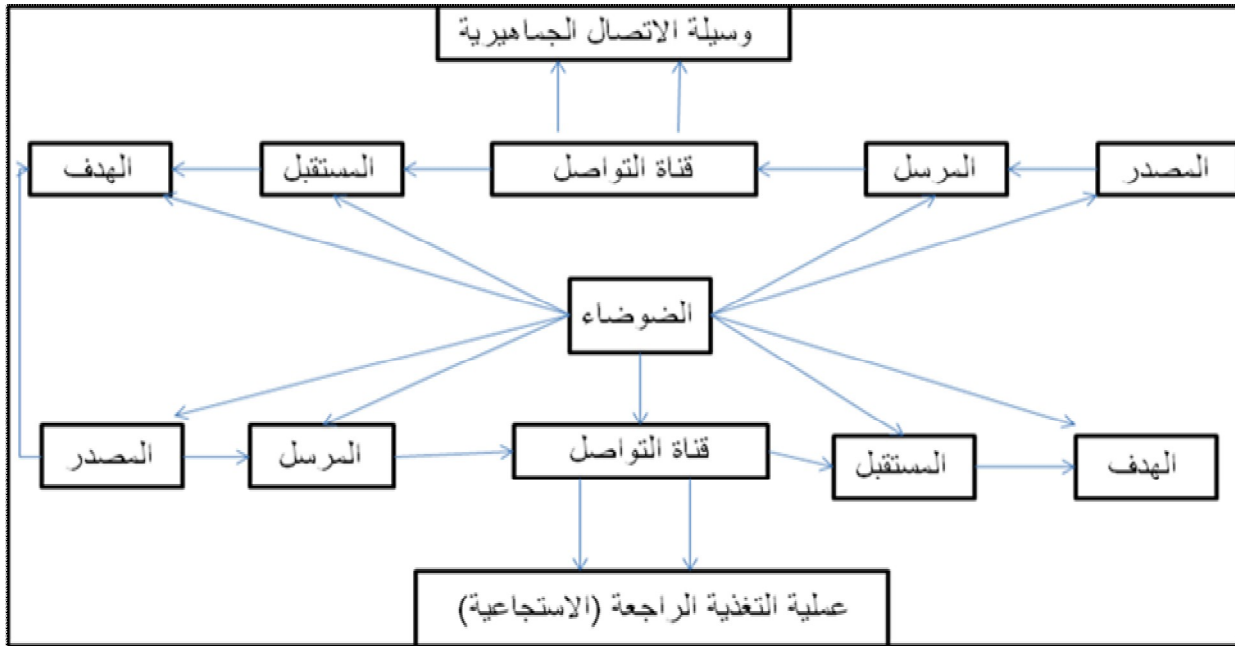 وسيلة الاتصال الجماهيرية
المصدر
المرسل
قناة التواصل
المستقبل
الهدف
الضوضاء
الهدف
المستقبل
قناة التواصل
المرسل
المصدر
عملية التغذية الراجعة (الاستجاعية)